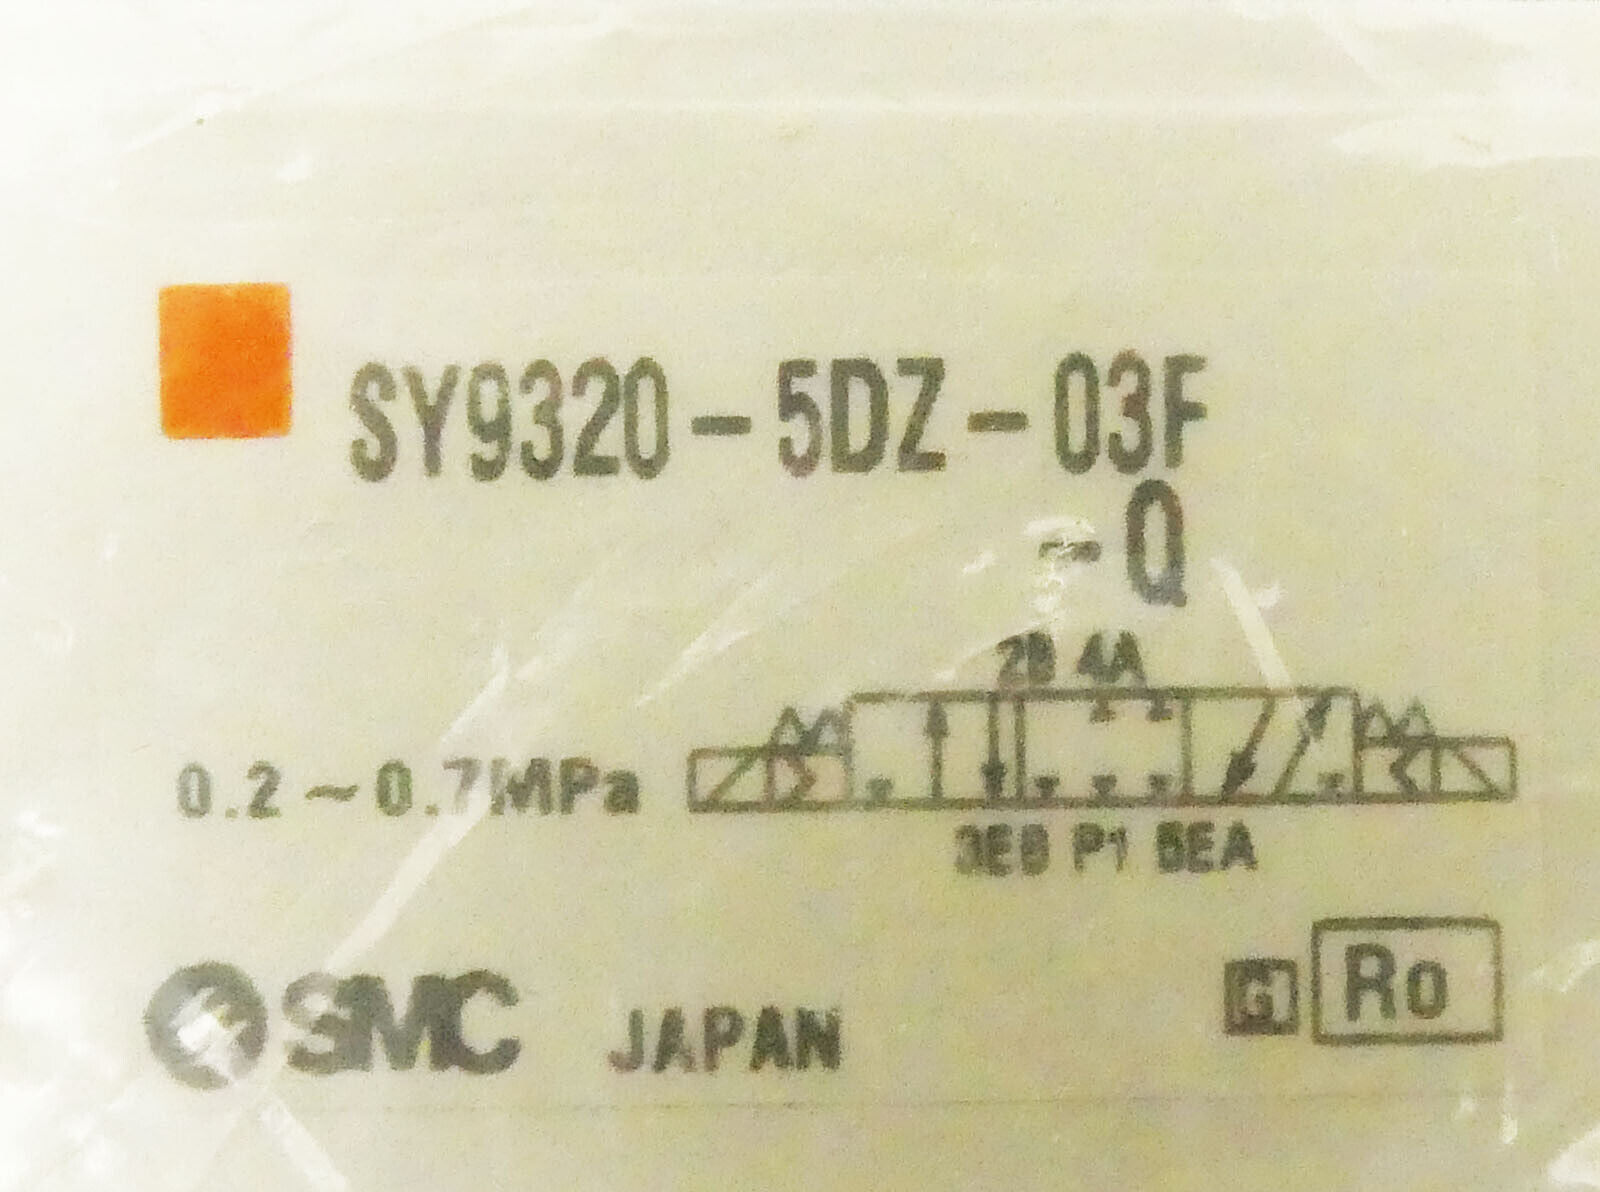 SY9320-5DZ-03F
-Q
2B 4A
0.2~0.7MPa
3EB P1 5EA
SMC JAPAN
G Ro